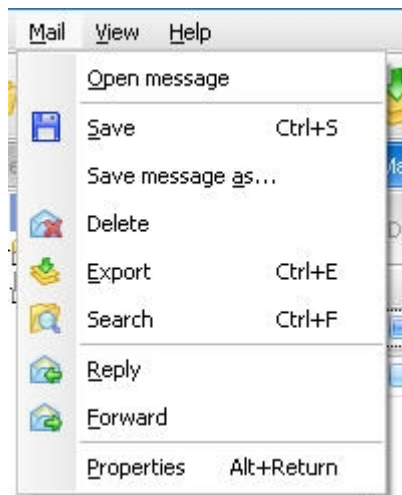 Mail View Help
Open message
Save Ctrl+S
Save message as...
Delete
Export Ctrl+E
Search Ctrl+F
Reply
Forward
Properties Alt+Return